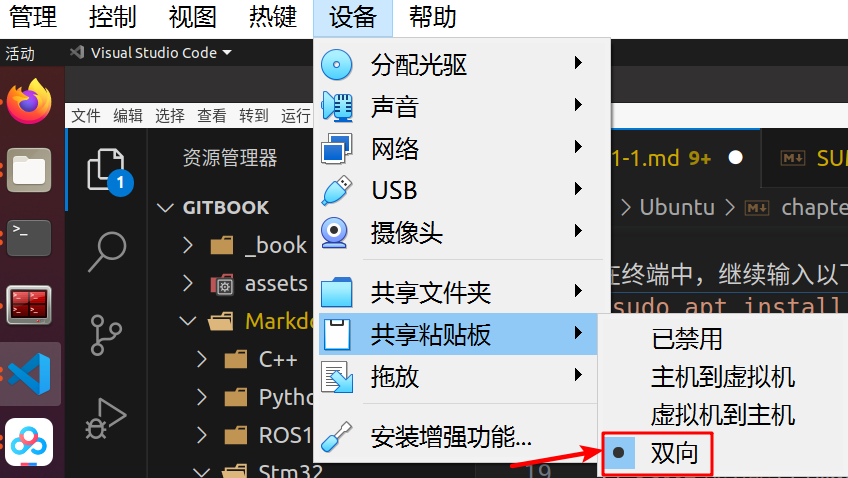 管理 控制 视图 热键 设备 帮助
活动 Visual Studio Code
文件 编辑 选择 查看 转到 运行
分配光驱
声音
网络
USB
摄像头
共享文件夹
共享粘贴板
拖放
安装增强功能...
已禁用
主机到虚拟机
虚拟机到主机
双向
资源管理器
1
GITBOOK
_book
assets
Markdo
C++
Pytho
ROS1
Stm32
1-1.md 9+
SUM
Ubuntu
chapte
在终端中，继续输入以下
sudo apt install
19